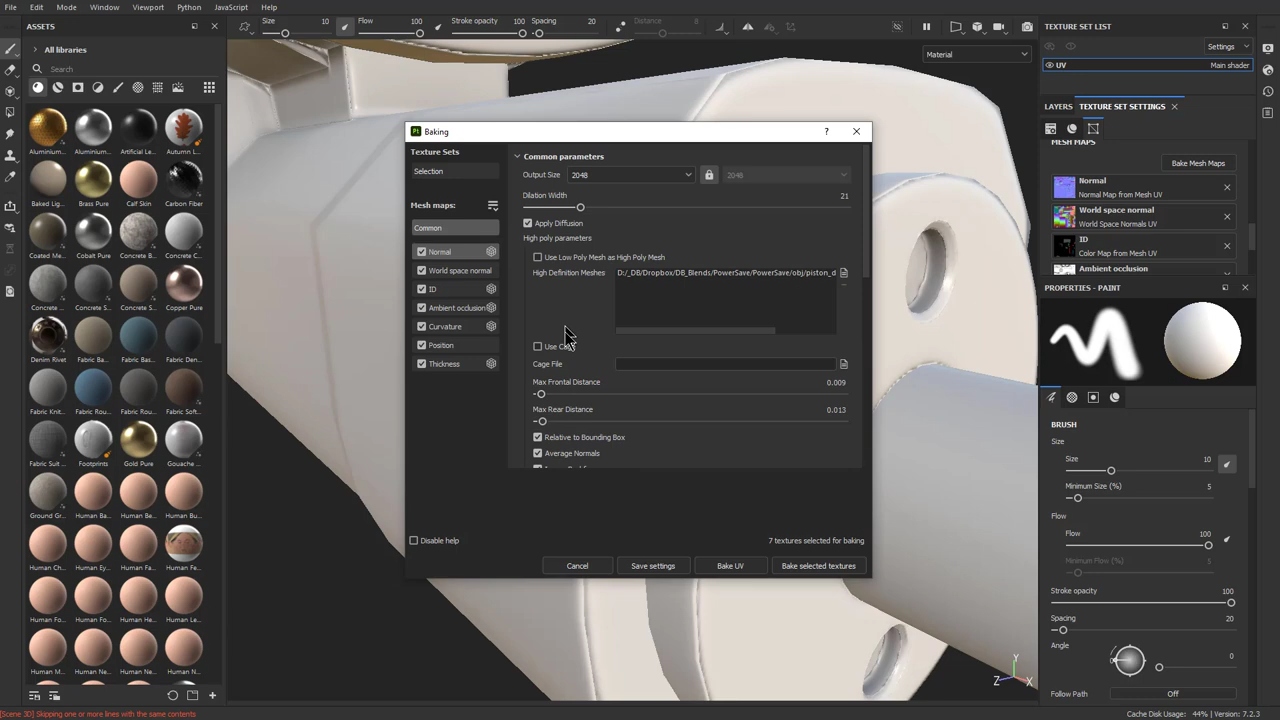 File Edit Mode Window Viewport Python JavaScript Help
ASSETS
Size 10
Flow 100
Stroke opacity 100
Spacing 20
Distance 8
TEXTURE SET LIST
All libraries
Search
Material
Settings
UV Main shader
LAYERS TEXTURE SET SETTINGS
MESH MAPS
Bake Mesh Maps
Normal
Normal Map from Mesh UV
World space normal
World Space Normals UV
ID
Color Map from Mesh UV
Ambient occlusion
Aluminium... Aluminium... Artificial Le... Autumn L...
Baked Lig... Brass Pure Calf Skin Carbon Fiber
Coated Me... Cobalt Pure Concrete B... Concrete ...
Concrete ... Concrete ... Concrete S... Copper Pure
Denim Rivet Fabric Ba... Fabric Bas... Fabric Den...
Fabric Knit... Fabric Rou... Fabric Rou... Fabric Sof...
Fabric Suit ... Footprints Gold Pure Gouache ...
Ground Gr... Human Ba... Human Be... Human Bu...
Human Ch... Human Ey... Human Fa... Human Fe...
Human Fo... Human Fo... Human He... Human Le...
Human M... Human Ne... Human Ne... Human No...
Pt Baking
? 
Texture Sets
Selection
Mesh maps:
Common
Normal
World space normal
ID
Ambient occlusion
Curvature
Position
Thickness
Common parameters
Output Size 2048 2048
Dilation Width 21
Apply Diffusion
High poly parameters
Use Low Poly Mesh as High Poly Mesh
High Definition Meshes D:/_DB/Dropbox/DB_Blends/PowerSave/PowerSave/obj/piston_d
Use
Cage File
Max Frontal Distance 0.009
Max Rear Distance 0.013
Relative to Bounding Box
Average Normals
Disable help
7 textures selected for baking
Cancel Save settings Bake UV Bake selected textures
PROPERTIES - PAINT
BRUSH
Size
Size 10
Minimum Size (%) 5
Flow
Flow 100
Minimum Flow (%) 5
Stroke opacity 100
Spacing 20
Angle 0
Follow Path Off
Y
Z X
[Scene 3D] Skipping one or more lines with the same contents
Cache Disk Usage: 44% | Version: 7.2.3